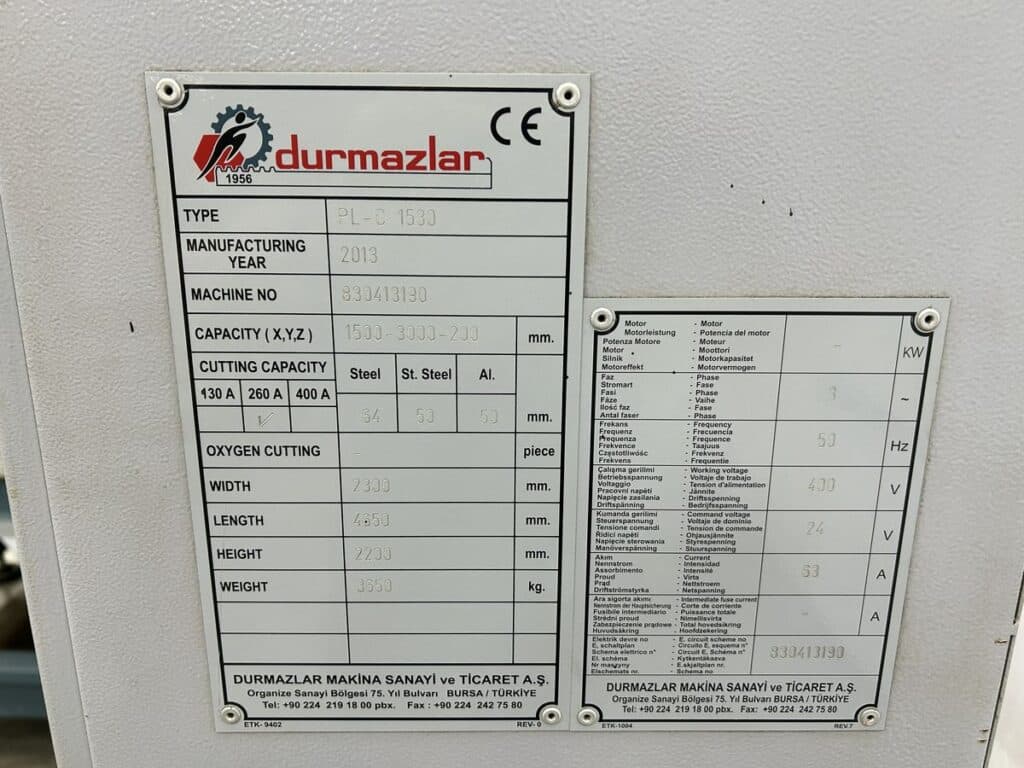 durmazlar
1956
CE
TYPE PL-C 1530
MANUFACTURING YEAR 2013
MACHINE NO 830413190
CAPACITY ( X,Y,Z ) 1500-3000-200 mm.
CUTTING CAPACITY Steel St. Steel Al.
130 A 260 A 400 A
✓ 64 50 50 mm.
OXYGEN CUTTING - piece
WIDTH 2300 mm.
LENGTH 4650 mm.
HEIGHT 2200 mm.
WEIGHT 3650 kg.
DURMAZLAR MAKİNA SANAYİ ve TİCARET A.Ş.
Organize Sanayi Bölgesi 75. Yıl Bulvarı BURSA / TÜRKİYE
Tel: +90 224 219 18 00 pbx. Fax : +90 224 242 75 80
ETK- 9402 REV- 0
Motor - Motor
Motorleistung - Potencia del motor
Potenza Motore - Moteur
Motor - Moottori
Silnik - Motorkapasitet
Motoreffekt - Motorvermogen
- KW
Faz - Phase
Stromart - Fase
Fasi - Phase
Fáze - Vaihe
Ilość faz - Fase
Antal faser - Phase
3 ~
Frekans - Frequency
Frequenz - Frecuencia
Frequenza - Frequence
Frekvence - Taajuus
Częstotliwość - Frekvenz
Frekvens - Frequentie
50 Hz
Çalışma gerilimi - Working voltage
Betriebsspannung - Voltaje de trabajo
Voltaggio - Tension d'alimentation
Pracovni napěti - Jännite
Napięcie zasilania - Driftsspenning
Driftspänning - Bedrijfsspanning
400 V
Kumanda gerilimi - Command voltage
Steuerspannung - Voltaje de dominio
Tensione comandi - Tension de commande
Řídicí napětí - Ohjausjännite
Napięcie sterowania - Styrespenning
Manöverspänning - Stuurspanning
24 V
Akım - Current
Nennstrom - Intensidad
Assorbimento - Intensité
Proud - Virta
Prąd - Nettstroem
Driftströmstyrka - Netspanning
63 A
Ara sigorta akımı - Intermediate fuse current
Nennstrom der Hauptsicherung - Corte de corriente
Fusibile intermediario - Puissance totale
Středni proud - Nimellisvirta
Zabezpieczenie prądowe - Total hovedsikring
Huvudsäkring - Hoofdzekering
- A
Elektrik devre no - E. circuit scheme no
E, schaltplan - Circuito E, esquema n°
Schema elettrico n° - Circuit E, Schéma n°
El. schéma - Kytkentäkaava
Nr maszyny - E.skjaltplan nr.
Elschemats nr. - Schéma no
830413190
DURMAZLAR MAKİNA SANAYİ ve TİCARET A.Ş.
Organize Sanayi Bölgesi 75. Yıl Bulvarı BURSA / TÜRKİYE
Tel: +90 224 219 18 00 pbx. Fax: +90 224 242 75 80
ETK-1004 REV.7